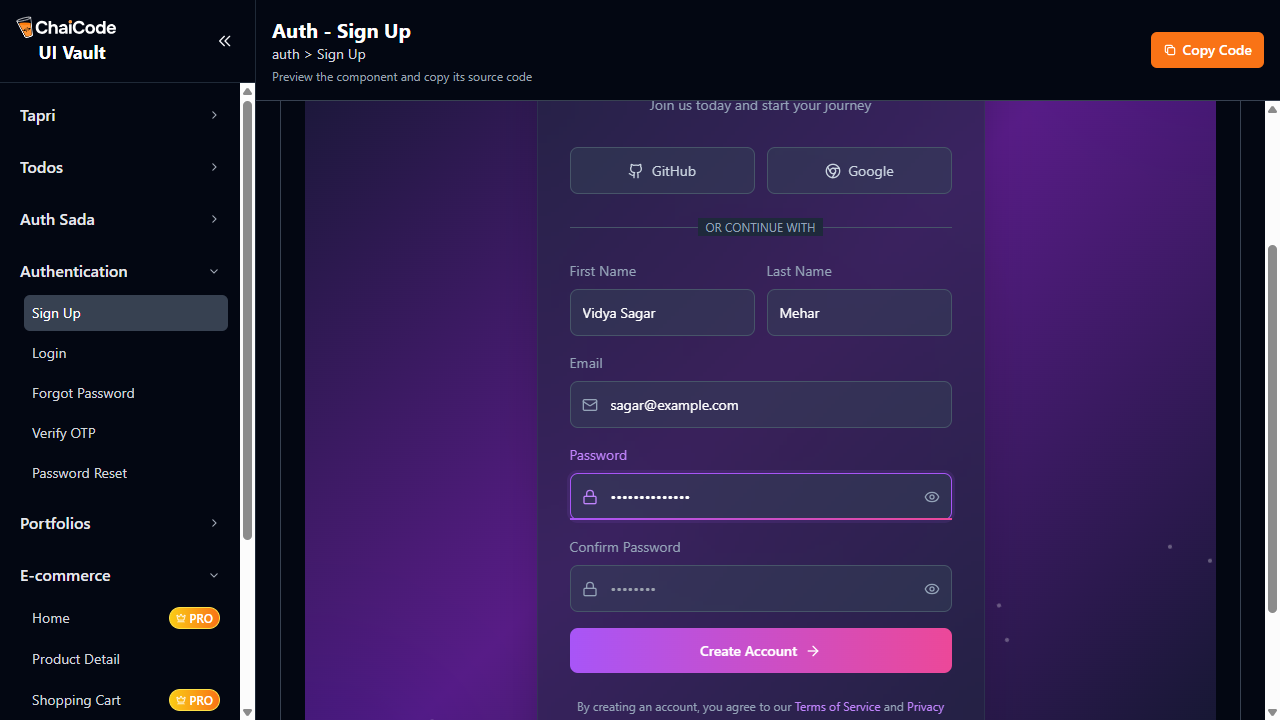 ChaiCode
UI Vault
Tapri
Todos
Auth Sada
Authentication
Sign Up
Login
Forgot Password
Verify OTP
Password Reset
Portfolios
E-commerce
Home PRO
Product Detail
Shopping Cart PRO
Auth - Sign Up
auth > Sign Up
Preview the component and copy its source code
Copy Code
Join us today and start your journey
GitHub Google
OR CONTINUE WITH
First Name Last Name
Vidya Sagar Mehar
Email
sagar@example.com
Password
••••••••••••••
Confirm Password
••••••••
Create Account
By creating an account, you agree to our Terms of Service and Privacy